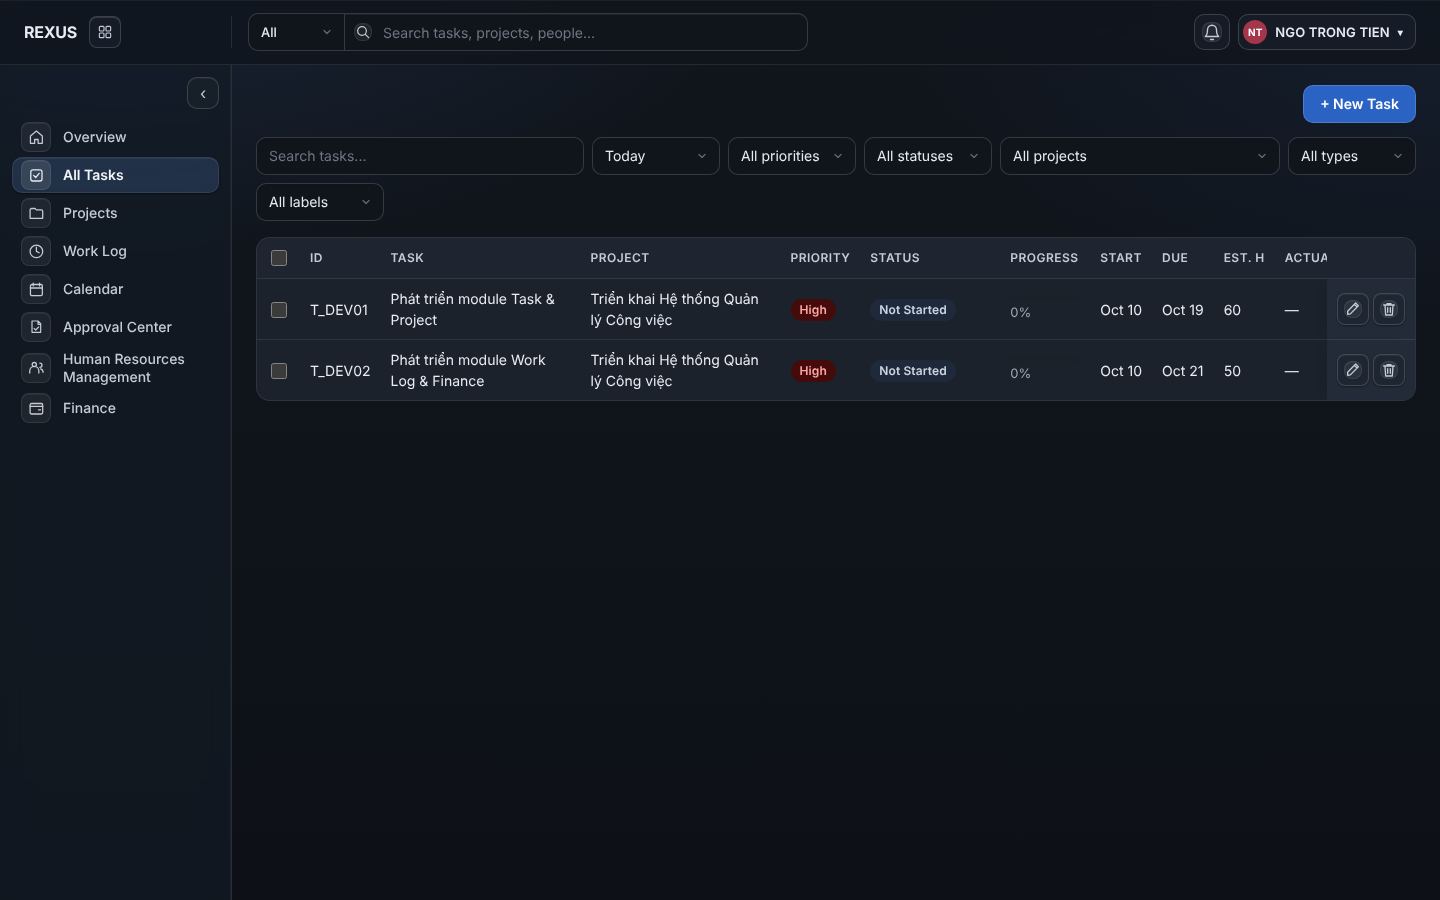 REXUS
All
Search tasks, projects, people...
NT
NGO TRONG TIEN
+ New Task
Overview
All Tasks
Projects
Work Log
Calendar
Approval Center
Human Resources
Management
Finance
Search tasks...
Today
All priorities
All statuses
All projects
All types
All labels
ID TASK PROJECT PRIORITY STATUS PROGRESS START DUE EST. H ACTUA
T_DEV01 Phát triển module Task & Triển khai Hệ thống Quản High Not Started 0% Oct 10 Oct 19 60 —
Project lý Công việc
T_DEV02 Phát triển module Work Triển khai Hệ thống Quản High Not Started 0% Oct 10 Oct 21 50 —
Log & Finance lý Công việc